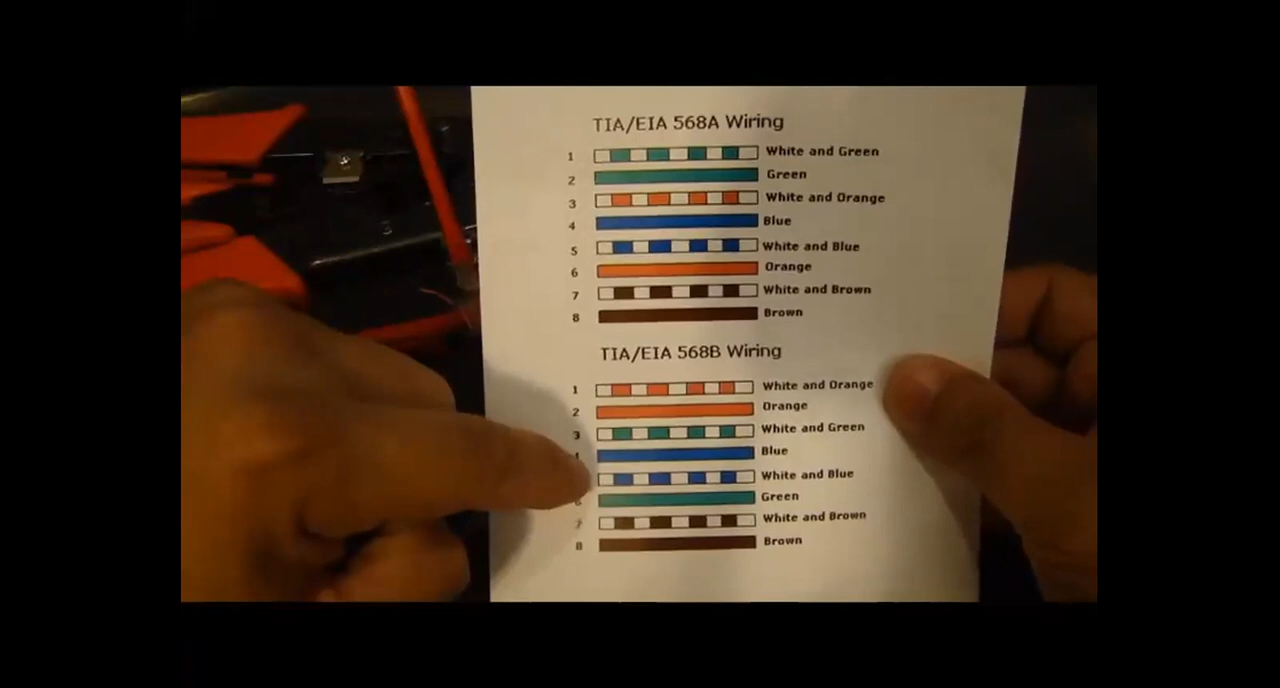 TIA/EIA 568A Wiring
1 White and Green
2 Green
3 White and Orange
4 Blue
5 White and Blue
6 Orange
7 White and Brown
8 Brown
TIA/EIA 568B Wiring
1 White and Orange
2 Orange
3 White and Green
Blue
White and Blue
Green
7 White and Brown
8 Brown